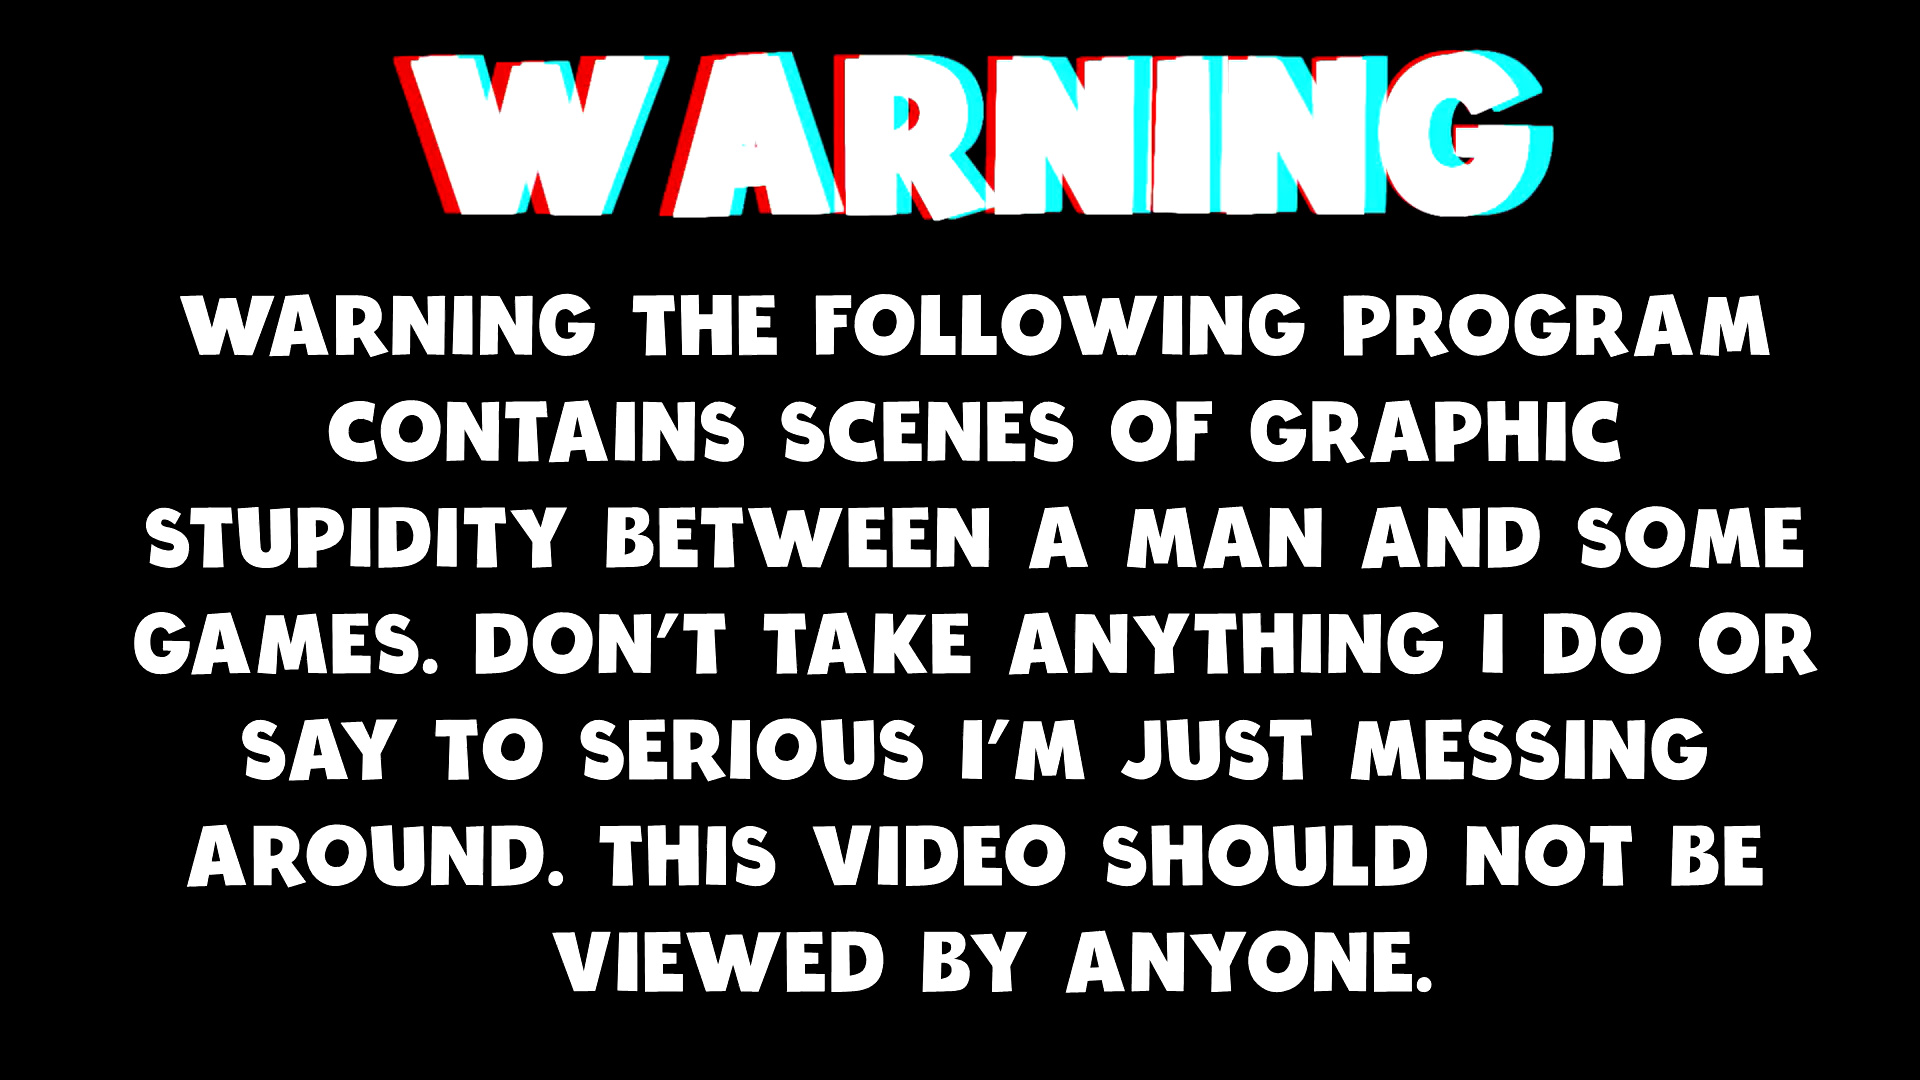 WARNING
WARNING THE FOLLOWING PROGRAM
CONTAINS SCENES OF GRAPHIC
STUPIDITY BETWEEN A MAN AND SOME
GAMES. DON'T TAKE ANYTHING I DO OR
SAY TO SERIOUS I'M JUST MESSING
AROUND. THIS VIDEO SHOULD NOT BE
VIEWED BY ANYONE.